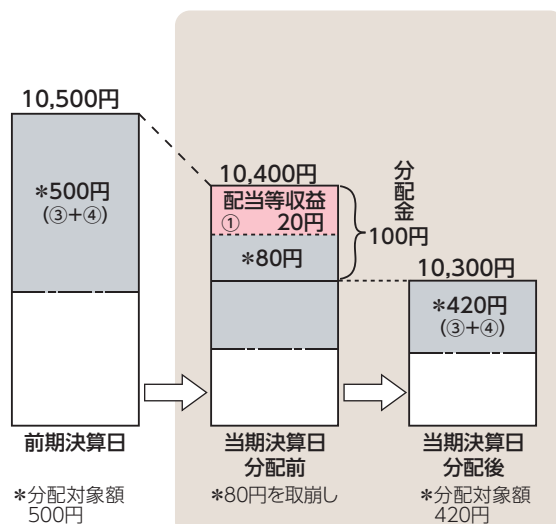 10,500円
*500円
(③+④)
前期決算日
*分配対象額
500円
10,400円
配当等収益
① 20円
*80円
分配金
100円
当期決算日
分配前
*80円を取崩し
10,300円
*420円
(③+④)
当期決算日
分配後
*分配対象額
420円